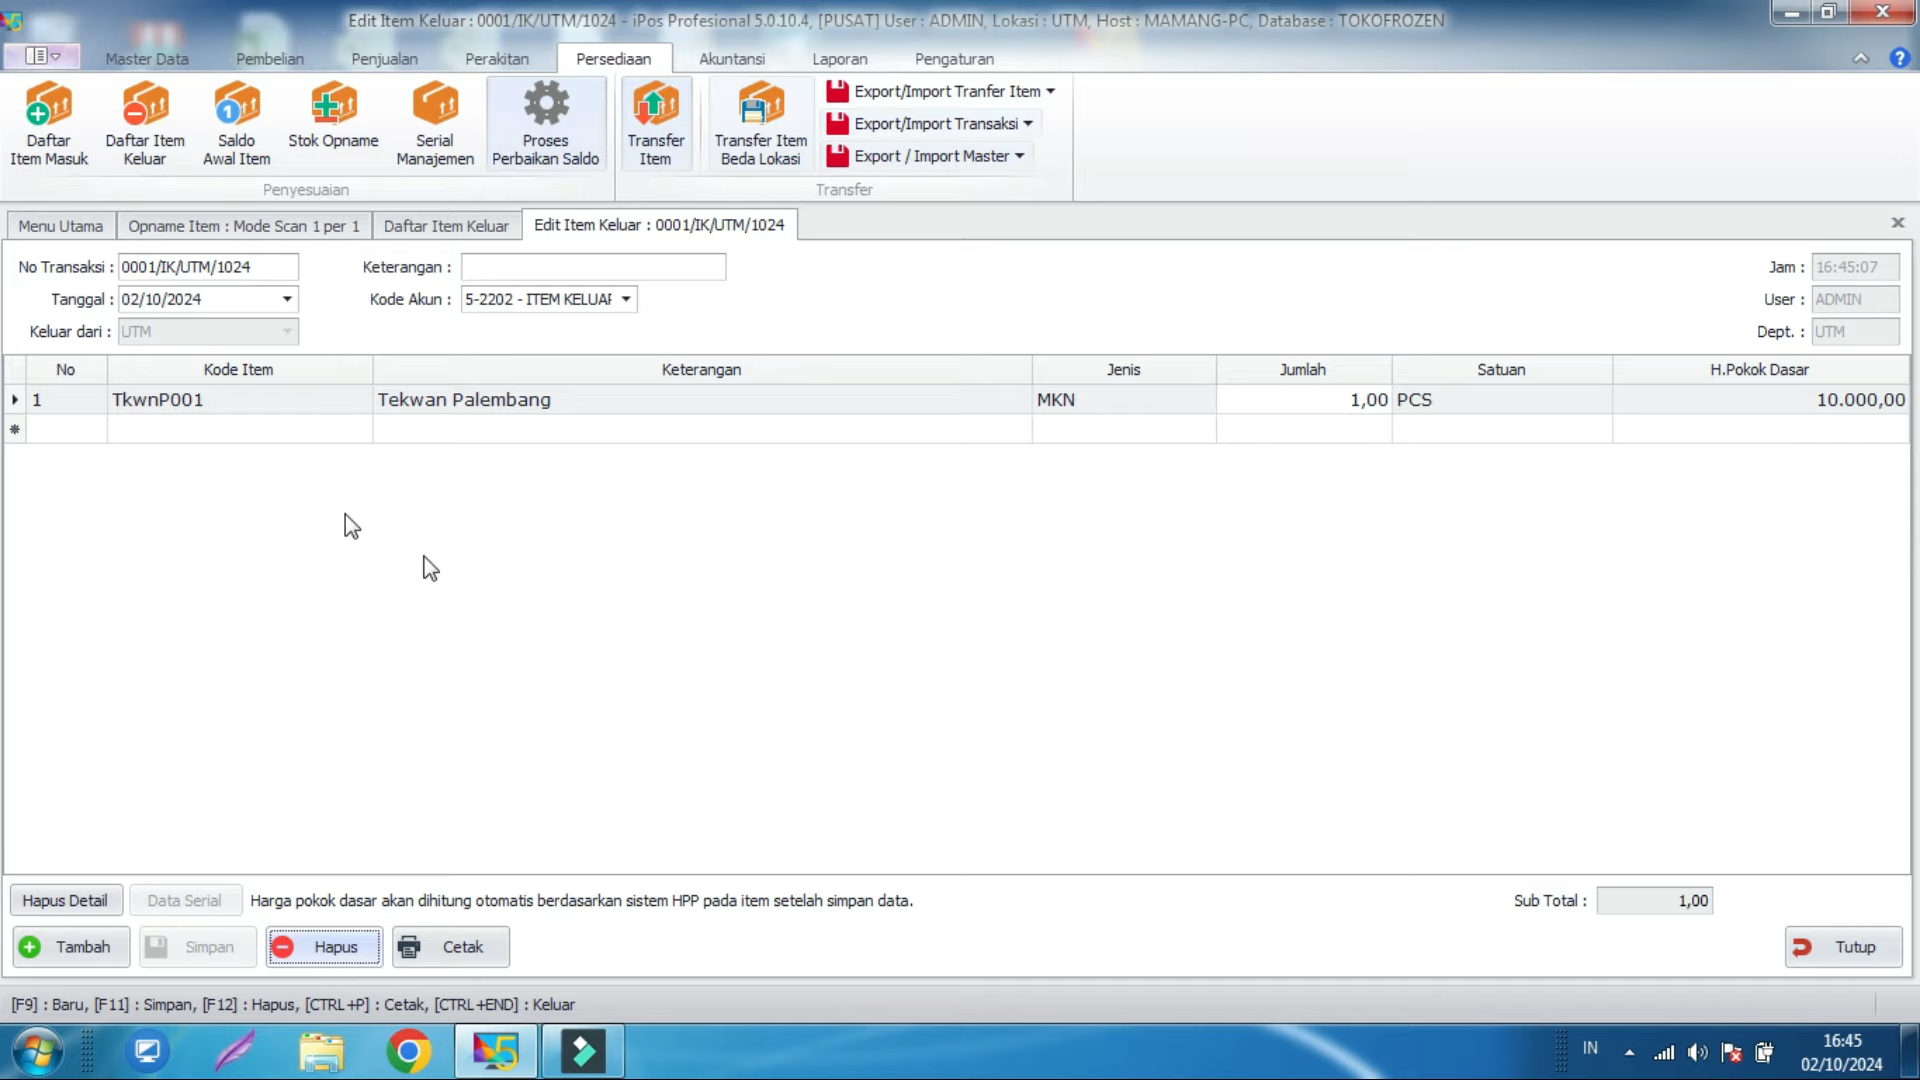 Edit Item Keluar : 0001/IK/UTM/1024 - iPos Profesional 5.0.10.4, [PUSAT] User : ADMIN, Lokasi : UTM, Host : MAMANG-PC, Database : TOKOFROZEN
Master Data Pembelian Penjualan Perakitan Persediaan Akuntansi Laporan Pengaturan
Daftar Item Masuk
Daftar Item Keluar
Saldo Awal Item
Stok Opname
Serial Manajemen
Proses Perbaikan Saldo
Transfer Item
Transfer Item Beda Lokasi
Export/Import Tranfer Item
Export/Import Transaksi
Export / Import Master
Penyesuaian Transfer
Menu Utama Opname Item : Mode Scan 1 per 1 Daftar Item Keluar Edit Item Keluar : 0001/IK/UTM/1024
No Transaksi : 0001/IK/UTM/1024 Keterangan : Jam : 16:45:07
Tanggal : 02/10/2024 Kode Akun : 5-2202 - ITEM KELUAR User : ADMIN
Keluar dari : UTM Dept. : UTM
No Kode Item Keterangan Jenis Jumlah Satuan H.Pokok Dasar
1 TkwnP001 Tekwan Palembang MKN 1,00 PCS 10.000,00
Hapus Detail Data Serial Harga pokok dasar akan dihitung otomatis berdasarkan sistem HPP pada item setelah simpan data. Sub Total : 1,00
Tambah Simpan Hapus Cetak Tutup
[F9] : Baru, [F11] : Simpan, [F12] : Hapus, [CTRL+P] : Cetak, [CTRL+END] : Keluar
5 IN 16:45
02/10/2024